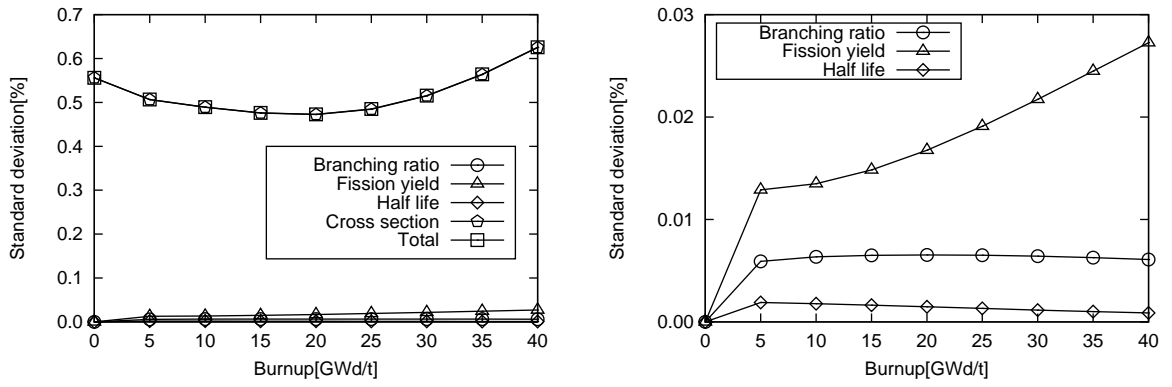 Standard deviation[%]
0.7
0.6
0.5
0.4
0.3
0.2
0.1
0.0
Branching ratio
Fission yield
Half life
Cross section
Total
0 5 10 15 20 25 30 35 40
Burnup[GWd/t]
Standard deviation[%]
0.03
0.02
0.01
0.00
Branching ratio
Fission yield
Half life
0 5 10 15 20 25 30 35 40
Burnup[GWd/t]